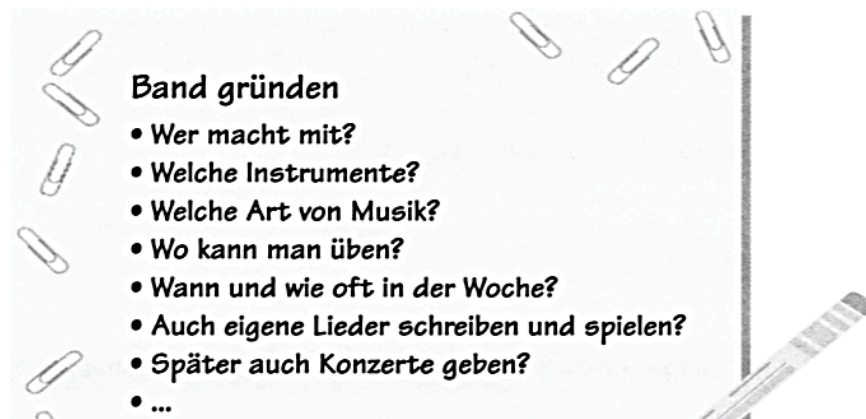 Band gründen
• Wer macht mit?
• Welche Instrumente?
• Welche Art von Musik?
• Wo kann man üben?
• Wann und wie oft in der Woche?
• Auch eigene Lieder schreiben und spielen?
• Später auch Konzerte geben?
• ...